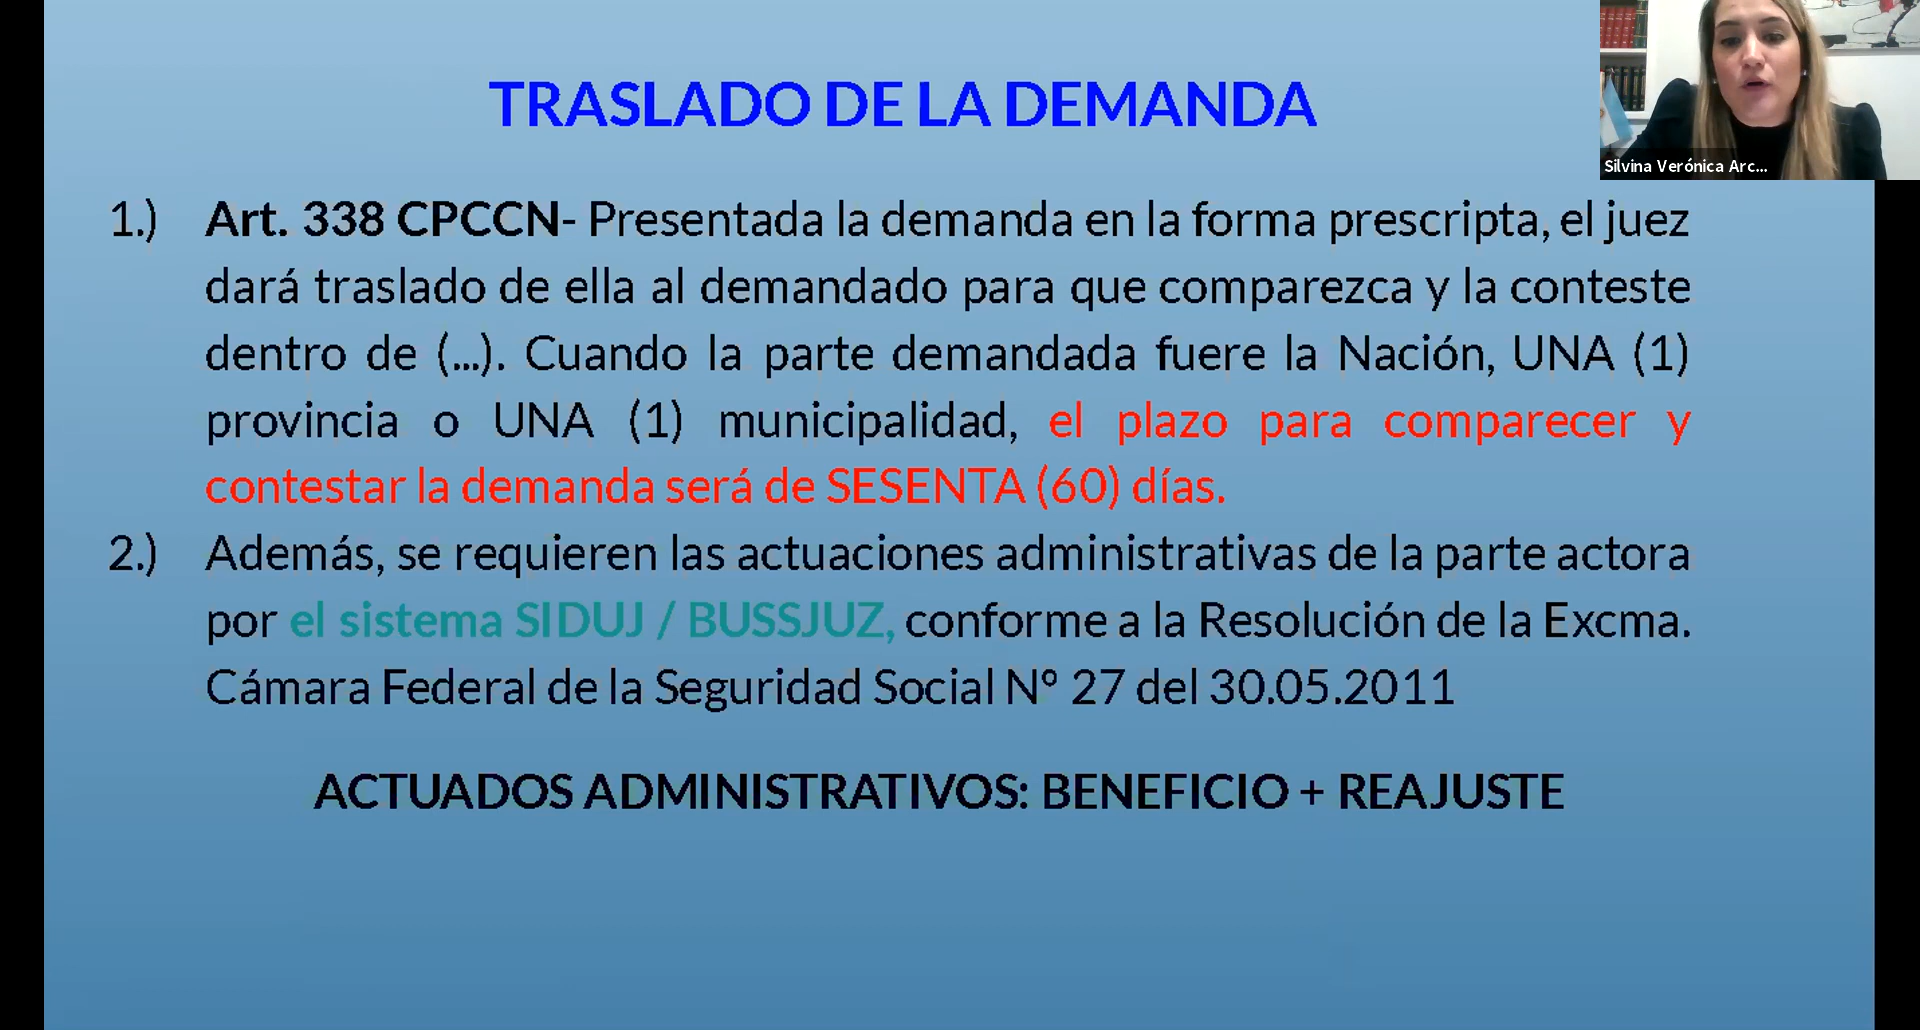 TRASLADO DE LA DEMANDA
Silvina Verónica Arc...
1.) Art. 338 CPCCN- Presentada la demanda en la forma prescripta, el juez
dará traslado de ella al demandado para que comparezca y la conteste
dentro de (...). Cuando la parte demandada fuere la Nación, UNA (1)
provincia o UNA (1) municipalidad, el plazo para comparecer y
contestar la demanda será de SESENTA (60) días.
2.) Además, se requieren las actuaciones administrativas de la parte actora
por el sistema SIDUJ / BUSSJUZ, conforme a la Resolución de la Excma.
Cámara Federal de la Seguridad Social Nº 27 del 30.05.2011
ACTUADOS ADMINISTRATIVOS: BENEFICIO + REAJUSTE